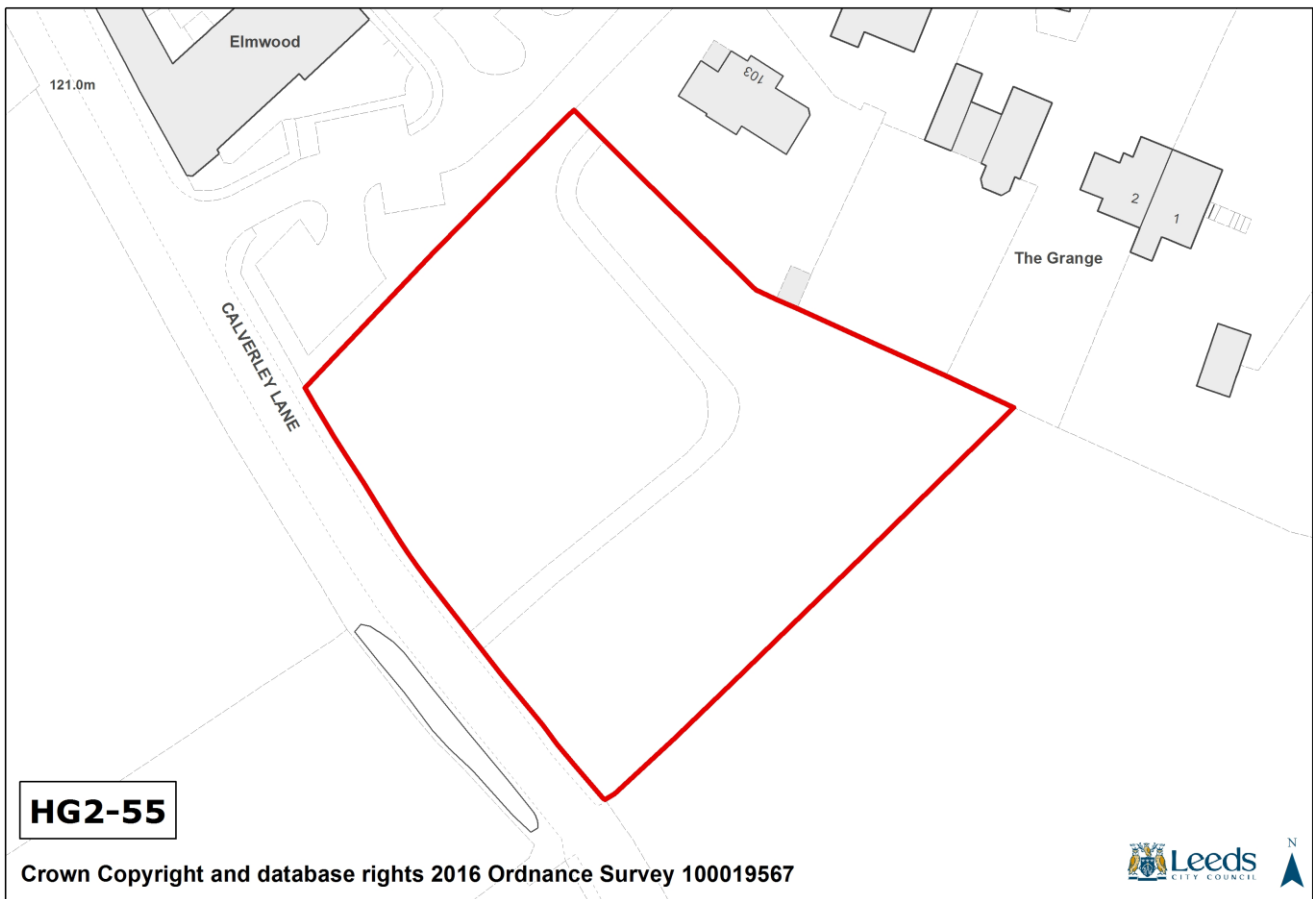 Elmwood
121.0m
103
2
1
The Grange
CALVERLEY LANE
HG2-55
Crown Copyright and database rights 2016 Ordnance Survey 100019567
Leeds
CITY COUNCIL
N